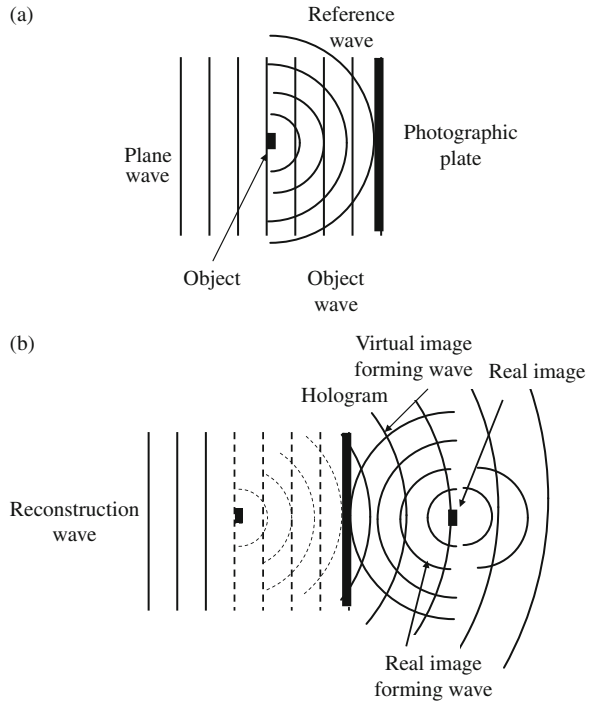 (a)
Reference
wave
Plane
wave
Photographic
plate
Object
Object
wave
(b)
Virtual image
forming wave
Real image
Hologram
Reconstruction
wave
Real image
forming wave